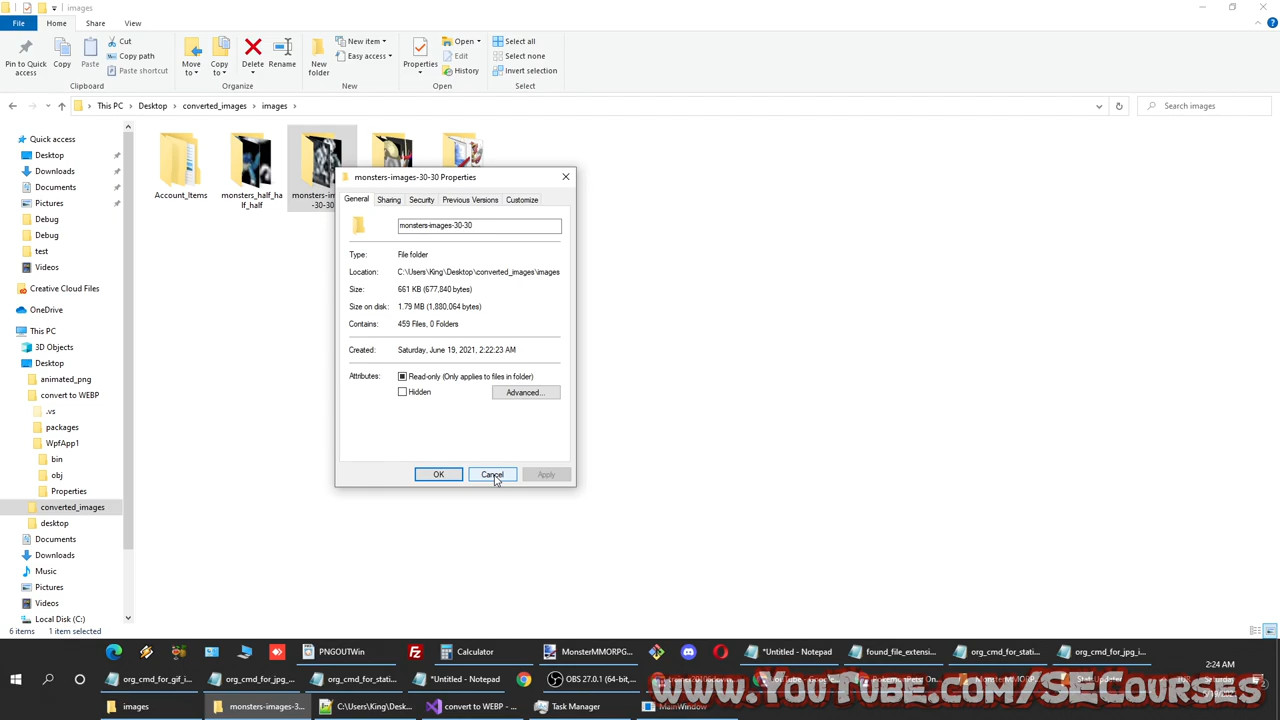 images
File
Home
Share
View
Pin to Quick access
Copy
Paste
Cut
Copy path
Paste shortcut
Move to
Copy to
Delete
Rename
New folder
New item
Easy access
Properties
Open
Edit
History
Select all
Select none
Invert selection
Clipboard
Organize
New
Open
Select
This PC
Desktop
converted_images
images
Search images
Quick access
Desktop
Downloads
Documents
Pictures
Debug
Debug
test
Videos
Creative Cloud Files
OneDrive
This PC
3D Objects
Desktop
animated_png
convert to WEBP
.vs
packages
WpfApp1
bin
obj
Properties
converted_images
desktop
Documents
Downloads
Music
Pictures
Videos
Local Disk (C:)
Account_Items
monsters_half_half
monsters-im
-30-30
monsters-images-30-30 Properties
General
Sharing
Security
Previous Versions
Customize
monsters-images-30-30
Type: File folder
Location: C:\Users\King\Desktop\converted_images\images
Size: 661 KB (677,840 bytes)
Size on disk: 1.79 MB (1,880,064 bytes)
Contains: 459 Files, 0 Folders
Created: Saturday, June 19, 2021, 2:22:23 AM
Attributes: Read-only (Only applies to files in folder)
Hidden
Advanced...
OK
Cancel
Apply
6 items
1 item selected
PNGOUTWin
Calculator
MonsterMMORPG...
*Untitled - Notepad
found_file_extensi...
org_cmd_for_stati...
org_cmd_for_jpg_i...
2:24 AM
org_cmd_for_gif_i...
org_cmd_for_jpg_...
org_cmd_for_stati...
*Untitled - Notepad
OBS 27.0.1 (64-bit,...
www.YouTube.com/SECourses
images
monsters-images-3...
C:\Users\King\Desk...
convert to WEBP - ...
Task Manager
MainWindow